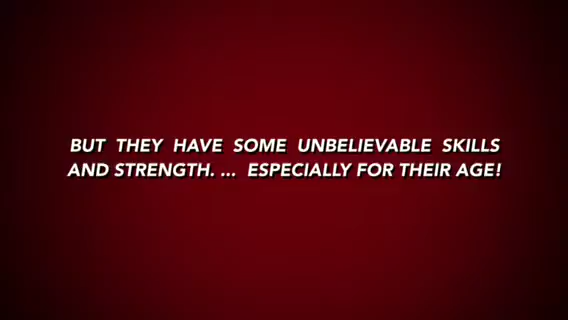 BUT THEY HAVE SOME UNBELIEVABLE SKILLS
AND STRENGTH. ... ESPECIALLY FOR THEIR AGE!